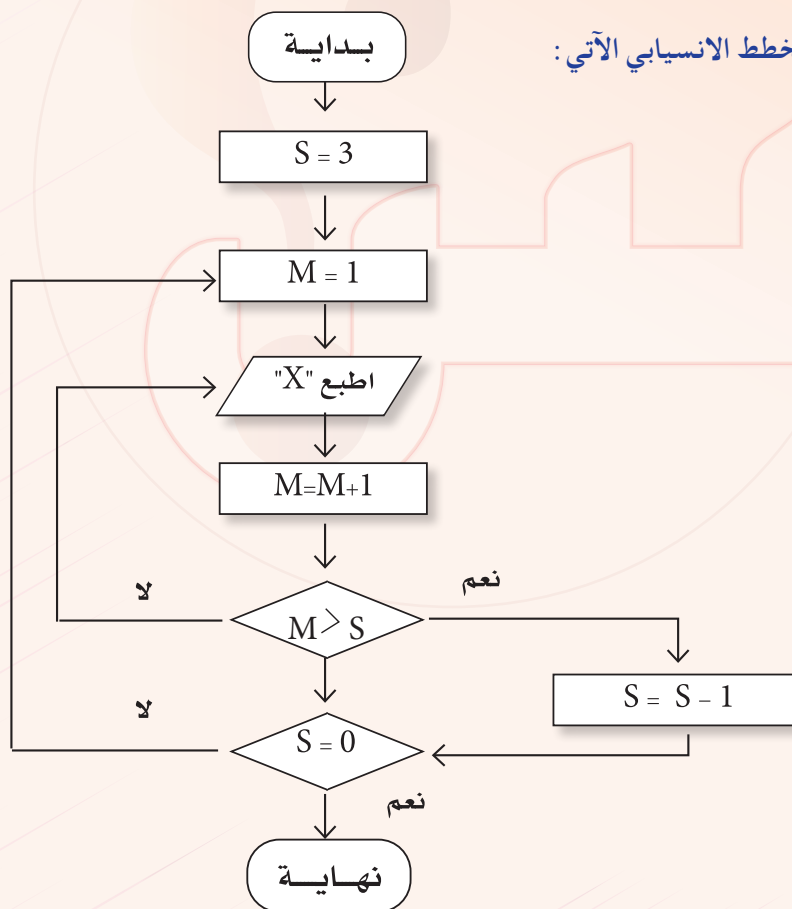 خطط الانسيابي الآتي :
بداية
S = 3
M = 1
اطبع "X"
M=M+1
نعم
لا
M > S
S = S – 1
لا
S = 0
نعم
نهاية